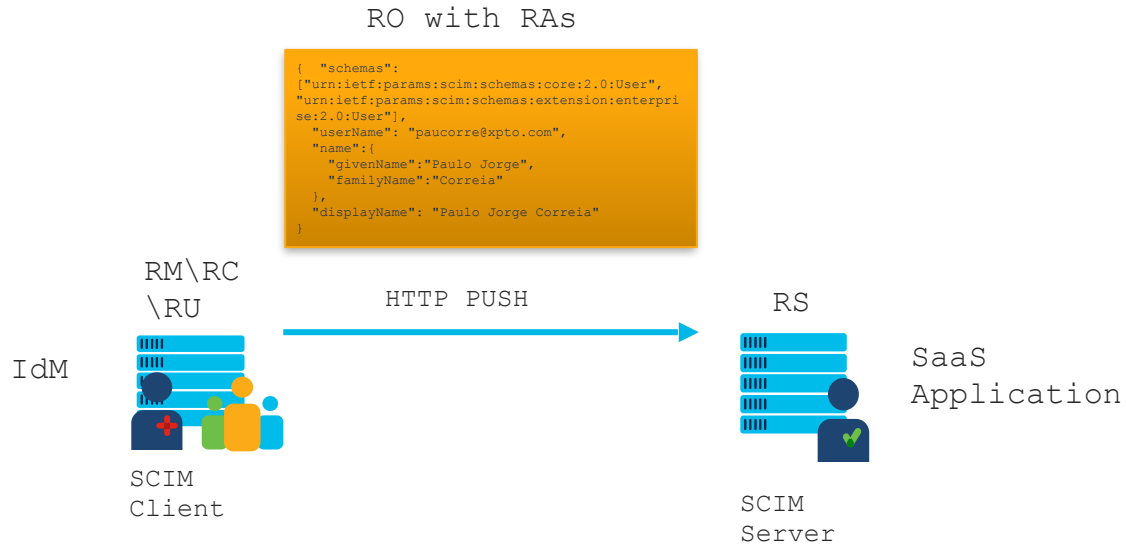 RO with RAs
{  "schemas":
["urn:ietf:params:scim:schemas:core:2.0:User",
"urn:ietf:params:scim:schemas:extension:enterpri
se:2.0:User"],
  "userName": "paucorre@xpto.com",
  "name":{
    "givenName":"Paulo Jorge",
    "familyName":"Correia"
  },
  "displayName": "Paulo Jorge Correia"
}
RM\RC
\RU
HTTP PUSH
RS
IdM
SaaS
Application
SCIM
Client
SCIM
Server